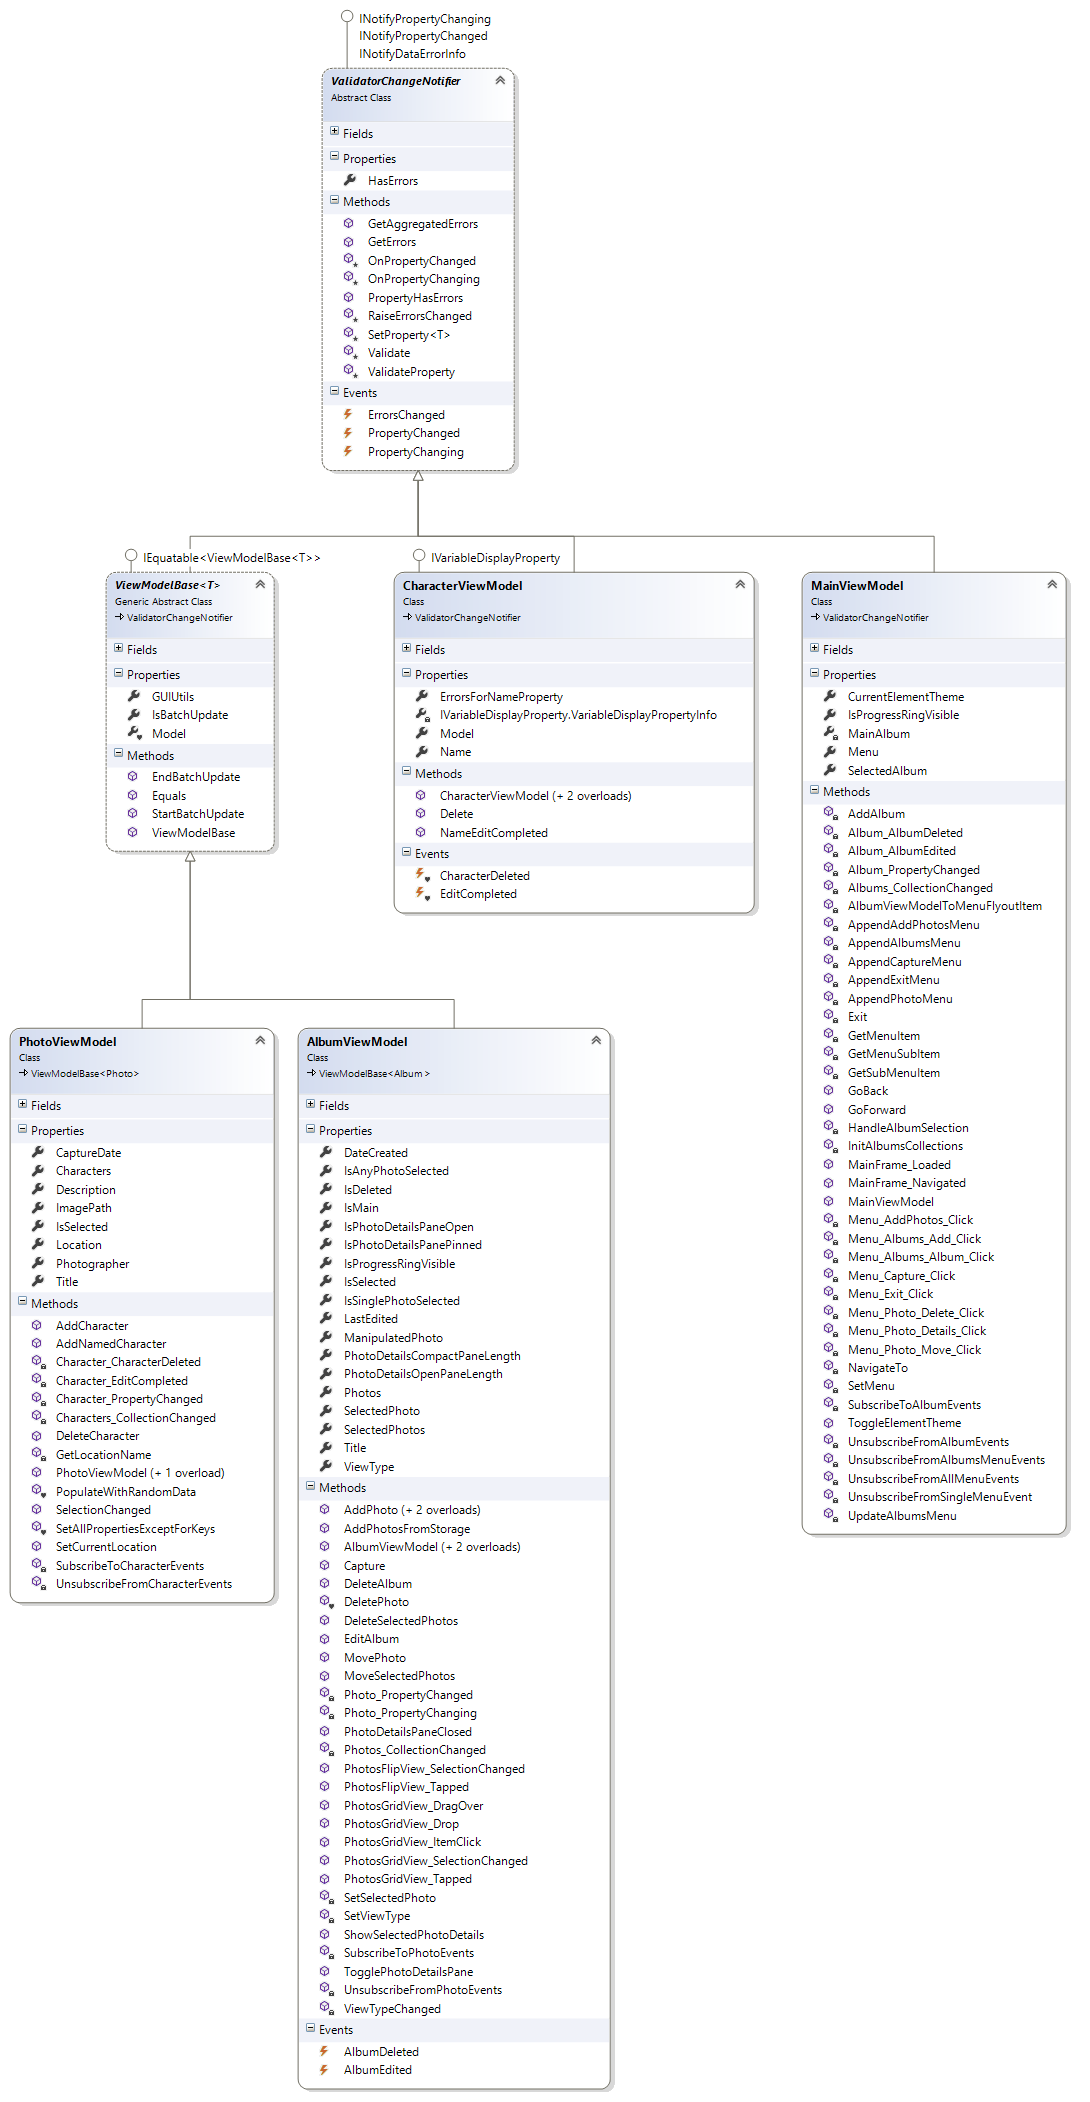 INotifyPropertyChanging
INotifyPropertyChanged
INotifyDataErrorInfo
ValidatorChangeNotifier
Abstract Class
Fields
Properties
HasErrors
Methods
GetAggregatedErrors
GetErrors
OnPropertyChanged
OnPropertyChanging
PropertyHasErrors
RaiseErrorsChanged
SetProperty<T>
Validate
ValidateProperty
Events
ErrorsChanged
PropertyChanged
PropertyChanging
IEquatable<ViewModelBase<T>>
ViewModelBase<T>
Generic Abstract Class
ValidatorChangeNotifier
Fields
Properties
GUIUtils
IsBatchUpdate
Model
Methods
EndBatchUpdate
Equals
StartBatchUpdate
ViewModelBase
IVariableDisplayProperty
CharacterViewModel
Class
ValidatorChangeNotifier
Fields
Properties
ErrorsForNameProperty
IVariableDisplayProperty.VariableDisplayPropertyInfo
Model
Name
Methods
CharacterViewModel (+ 2 overloads)
Delete
NameEditCompleted
Events
CharacterDeleted
EditCompleted
MainViewModel
Class
ValidatorChangeNotifier
Fields
Properties
CurrentElementTheme
IsProgressRingVisible
MainAlbum
Menu
SelectedAlbum
Methods
AddAlbum
Album_AlbumDeleted
Album_AlbumEdited
Album_PropertyChanged
Albums_CollectionChanged
AlbumViewModelToMenuFlyoutItem
AppendAddPhotosMenu
AppendAlbumsMenu
AppendCaptureMenu
AppendExitMenu
AppendPhotoMenu
Exit
GetMenuItem
GetMenuSubItem
GetSubMenuItem
GoBack
GoForward
HandleAlbumSelection
InitAlbumsCollections
MainFrame_Loaded
MainFrame_Navigated
MainViewModel
Menu_AddPhotos_Click
Menu_Albums_Add_Click
Menu_Albums_Album_Click
Menu_Capture_Click
Menu_Exit_Click
Menu_Photo_Delete_Click
Menu_Photo_Details_Click
Menu_Photo_Move_Click
NavigateTo
SetMenu
SubscribeToAlbumEvents
ToggleElementTheme
UnsubscribeFromAlbumEvents
UnsubscribeFromAlbumsMenuEvents
UnsubscribeFromAllMenuEvents
UnsubscribeFromSingleMenuEvent
UpdateAlbumsMenu
PhotoViewModel
Class
ViewModelBase<Photo>
Fields
Properties
CaptureDate
Characters
Description
ImagePath
IsSelected
Location
Photographer
Title
Methods
AddCharacter
AddNamedCharacter
Character_CharacterDeleted
Character_EditCompleted
Character_PropertyChanged
Characters_CollectionChanged
DeleteCharacter
GetLocationName
PhotoViewModel (+ 1 overload)
PopulateWithRandomData
SelectionChanged
SetAllPropertiesExceptForKeys
SetCurrentLocation
SubscribeToCharacterEvents
UnsubscribeFromCharacterEvents
AlbumViewModel
Class
ViewModelBase<Album >
Fields
Properties
DateCreated
IsAnyPhotoSelected
IsDeleted
IsMain
IsPhotoDetailsPaneOpen
IsPhotoDetailsPanePinned
IsProgressRingVisible
IsSelected
IsSinglePhotoSelected
LastEdited
ManipulatedPhoto
PhotoDetailsCompactPaneLength
PhotoDetailsOpenPaneLength
Photos
SelectedPhoto
SelectedPhotos
Title
ViewType
Methods
AddPhoto (+ 2 overloads)
AddPhotosFromStorage
AlbumViewModel (+ 2 overloads)
Capture
DeleteAlbum
DeletePhoto
DeleteSelectedPhotos
EditAlbum
MovePhoto
MoveSelectedPhotos
Photo_PropertyChanged
Photo_PropertyChanging
PhotoDetailsPaneClosed
Photos_CollectionChanged
PhotosFlipView_SelectionChanged
PhotosFlipView_Tapped
PhotosGridView_DragOver
PhotosGridView_Drop
PhotosGridView_ItemClick
PhotosGridView_SelectionChanged
PhotosGridView_Tapped
SetSelectedPhoto
SetViewType
ShowSelectedPhotoDetails
SubscribeToPhotoEvents
TogglePhotoDetailsPane
UnsubscribeFromPhotoEvents
ViewTypeChanged
Events
AlbumDeleted
AlbumEdited